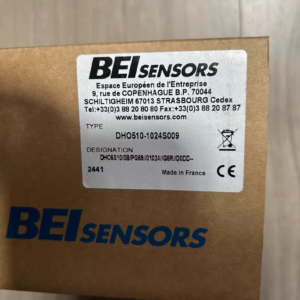 BEI SENSORS
Espace Européen de l'Entreprise
9, rue de COPENHAGUE B.P. 70044
SCHILTIGHEIM 67013 STRASBOURG Cedex
Tel:+33(0)3 88 20 80 80 Fax:+33(0)3 88 20 87 87
www.beisensors.com
TYPE
DHO510-1024S009
DESIGNATION
2441
Made in France
CE
BEI SENSORS